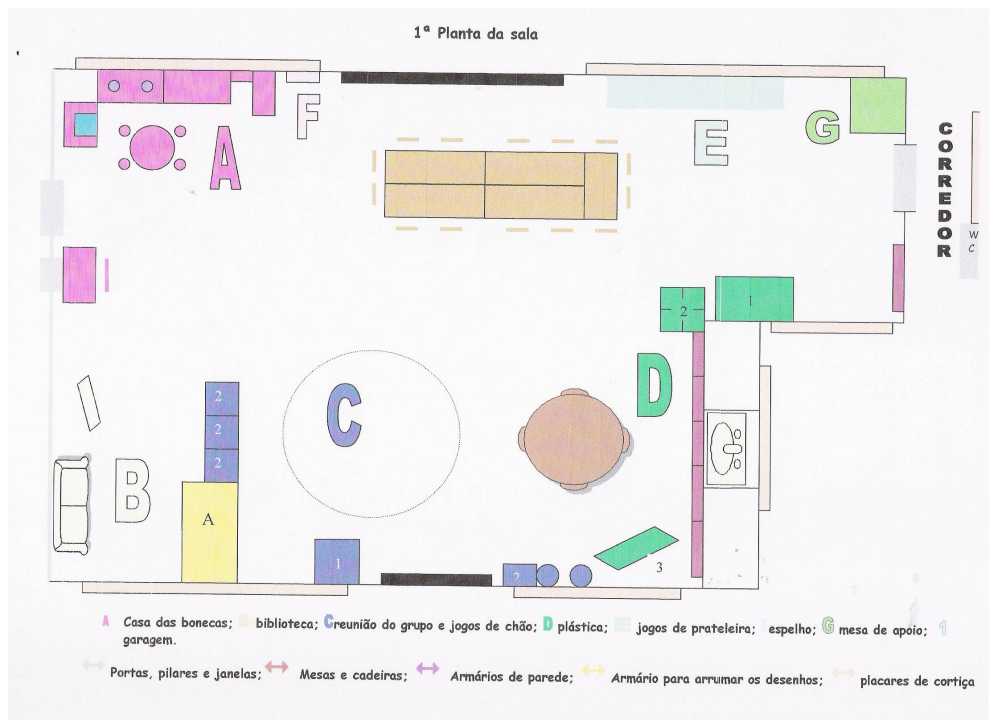 1ª Planta da sala
F
A
E
G
CORREDOR
W
C
1
2
D
C
2
2
2
B
A
1
2
3
A Casa das bonecas; B biblioteca; C reunião do grupo e jogos de chão; D plástica; E jogos de prateleira; espelho; G mesa de apoio; 1
garagem.
Portas, pilares e janelas; Mesas e cadeiras; Armários de parede; Armário para arrumar os desenhos; placares de cortiça